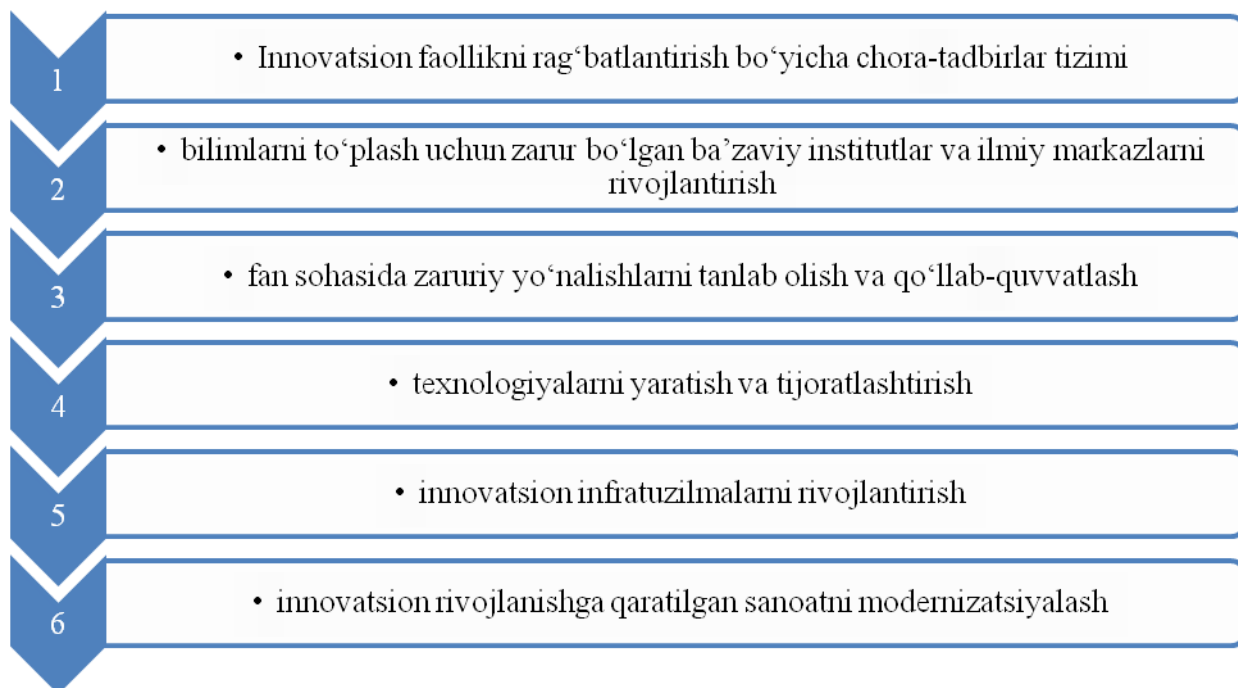 1
• Innovatsion faollikni rag‘batlantirish bo‘yicha chora-tadbirlar tizimi
2
• bilimlarni to‘plash uchun zarur bo‘lgan ba’zaviy institutlar va ilmiy markazlarni
rivojlantirish
3
• fan sohasida zaruriy yo‘nalishlarni tanlab olish va qo‘llab-quvvatlash
4
• texnologiyalarni yaratish va tijoratlashtirish
5
• innovatsion infratuzilmalarni rivojlantirish
6
• innovatsion rivojlanishga qaratilgan sanoatni modernizatsiyalash